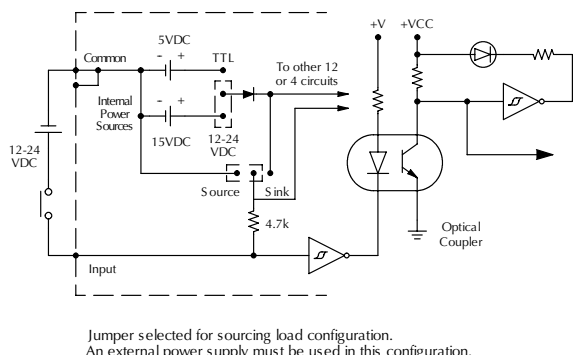 5VDC
+V
+VCC
Common
- +
TTL
To other 12
or 4 circuits
Internal
Power
Sources
- +
15VDC
12-24
VDC
12-24
VDC
Source
Sink
4.7k
Optical
Coupler
Input
Jumper selected for sourcing load configuration.
An external power supply must be used in this configuration.